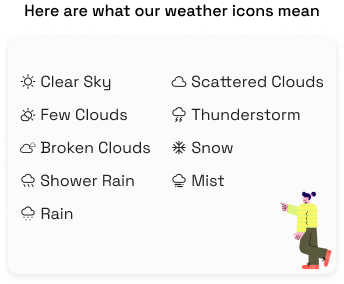 Here are what our weather icons mean
Clear Sky
Scattered Clouds
Few Clouds
Thunderstorm
Broken Clouds
Snow
Shower Rain
Mist
Rain